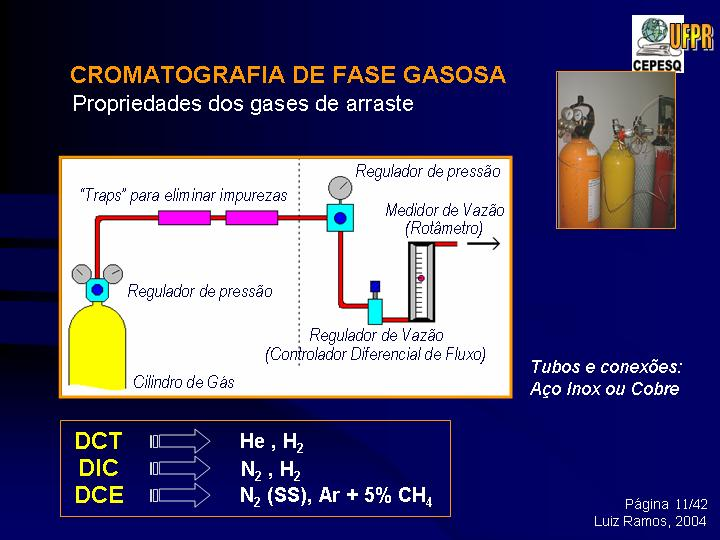 UFPR
CEPESQ
CROMATOGRAFIA DE FASE GASOSA
Propriedades dos gases de arraste
Regulador de pressão
“Traps” para eliminar impurezas
Medidor de Vazão
(Rotâmetro)
Regulador de pressão
Regulador de Vazão
(Controlador Diferencial de Fluxo)
Cilindro de Gás
Tubos e conexões:
Aço Inox ou Cobre
DCT He , H₂
DIC N₂ , H₂
DCE N₂ (SS), Ar + 5% CH₄
Página 11/42
Luiz Ramos, 2004